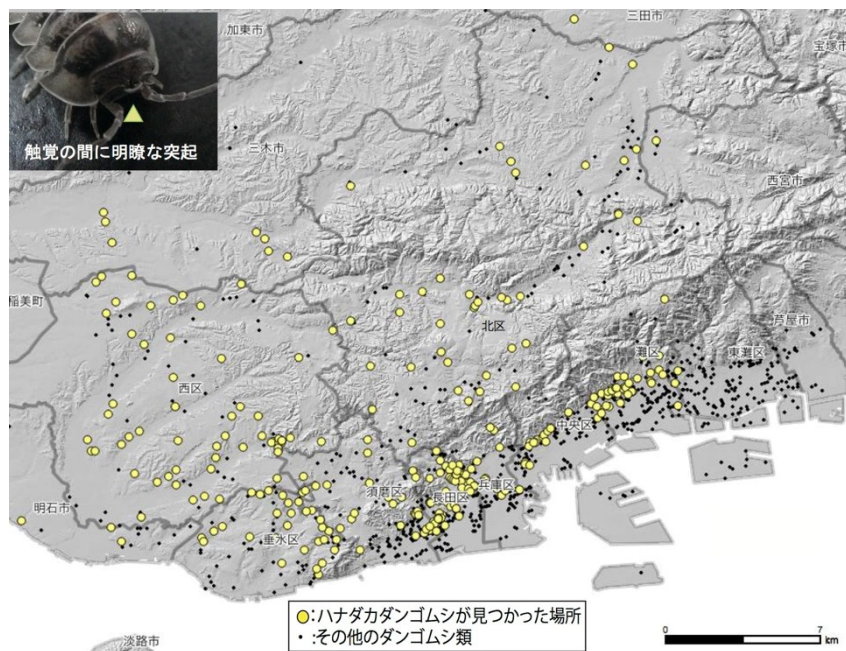 三田市
加東市
宝塚市
触覚の間に明瞭な突起
三木市
西宮市
稲美町
北区
芦屋市
灘区
東灘区
西区
中央区
須磨区
兵庫区
長田区
明石市
垂水区
:ハナダカダンゴムシが見つかった場所
:その他のダンゴムシ類
0 7
km
淡路市